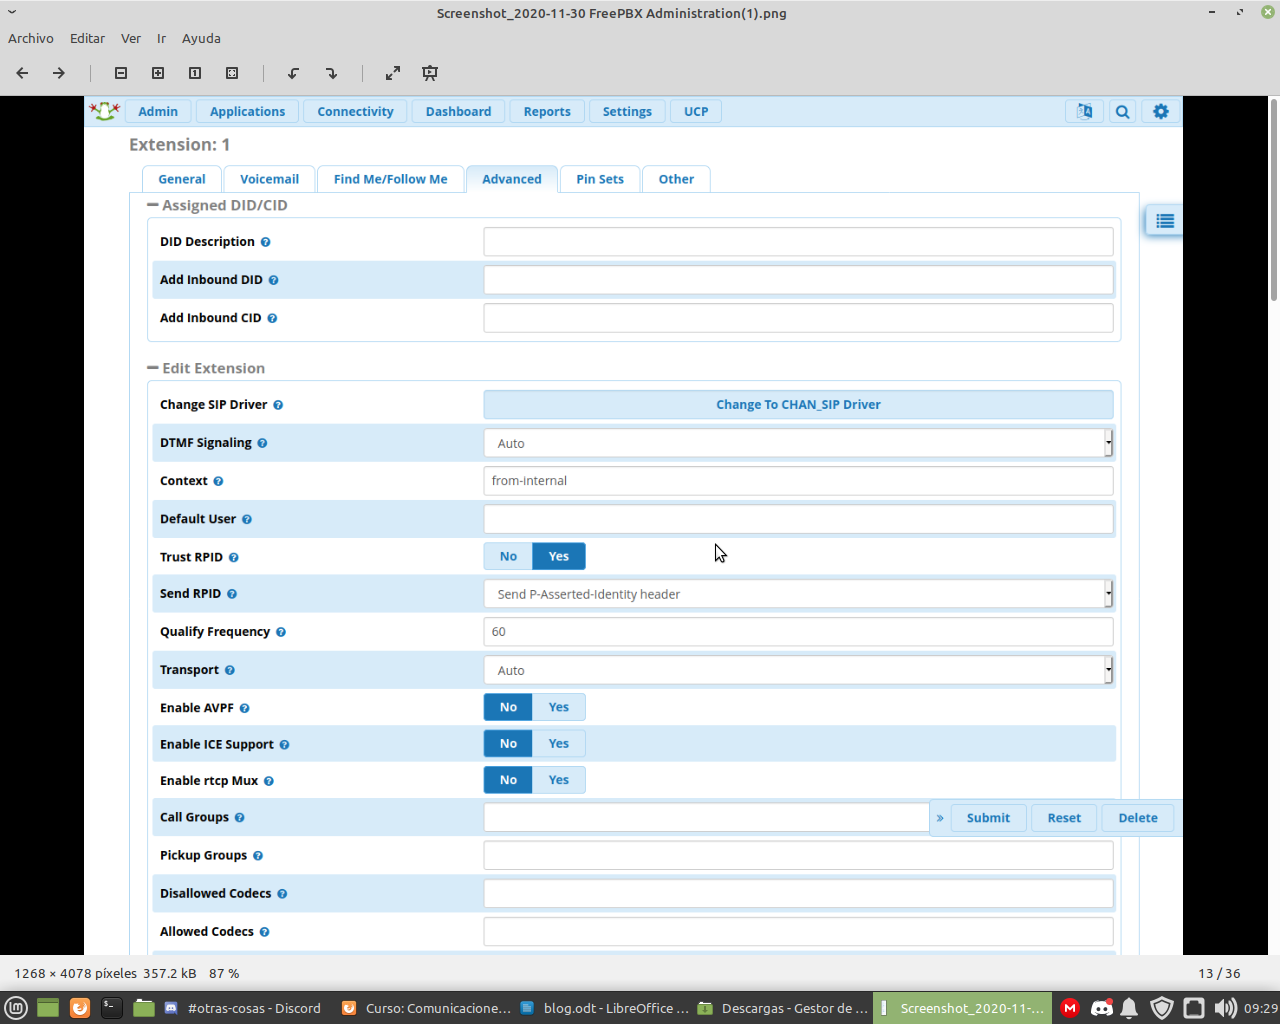 Screenshot_2020-11-30 FreePBX Administration(1).png
Archivo Editar Ver Ir Ayuda
Admin Applications Connectivity Dashboard Reports Settings UCP
Extension: 1
General Voicemail Find Me/Follow Me Advanced Pin Sets Other
Assigned DID/CID
DID Description
Add Inbound DID
Add Inbound CID
Edit Extension
Change SIP Driver Change To CHAN_SIP Driver
DTMF Signaling Auto
Context from-internal
Default User
Trust RPID No Yes
Send RPID Send P-Asserted-Identity header
Qualify Frequency 60
Transport Auto
Enable AVPF No Yes
Enable ICE Support No Yes
Enable rtcp Mux No Yes
Call Groups » Submit Reset Delete
Pickup Groups
Disallowed Codecs
Allowed Codecs
1268 × 4078 píxeles 357.2 kB 87 % 13 / 36
#otras-cosas - Discord Curso: Comunicacione... blog.odt - LibreOffice ... Descargas - Gestor de ... Screenshot_2020-11-... 09:29